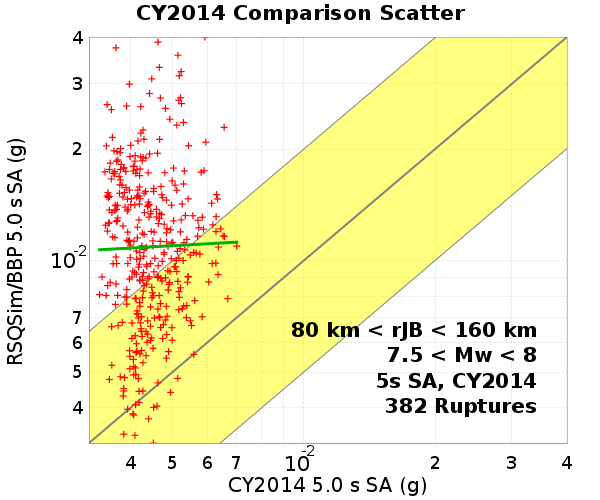 CY2014 Comparison Scatter
RSQSim/BBP 5.0 s SA (g)
4
3
2
10-2
7
6
5
4
80 km < rJB < 160 km
7.5 < Mw < 8
5s SA, CY2014
382 Ruptures
4 5 6 7 10-2 2 3 4
CY2014 5.0 s SA (g)